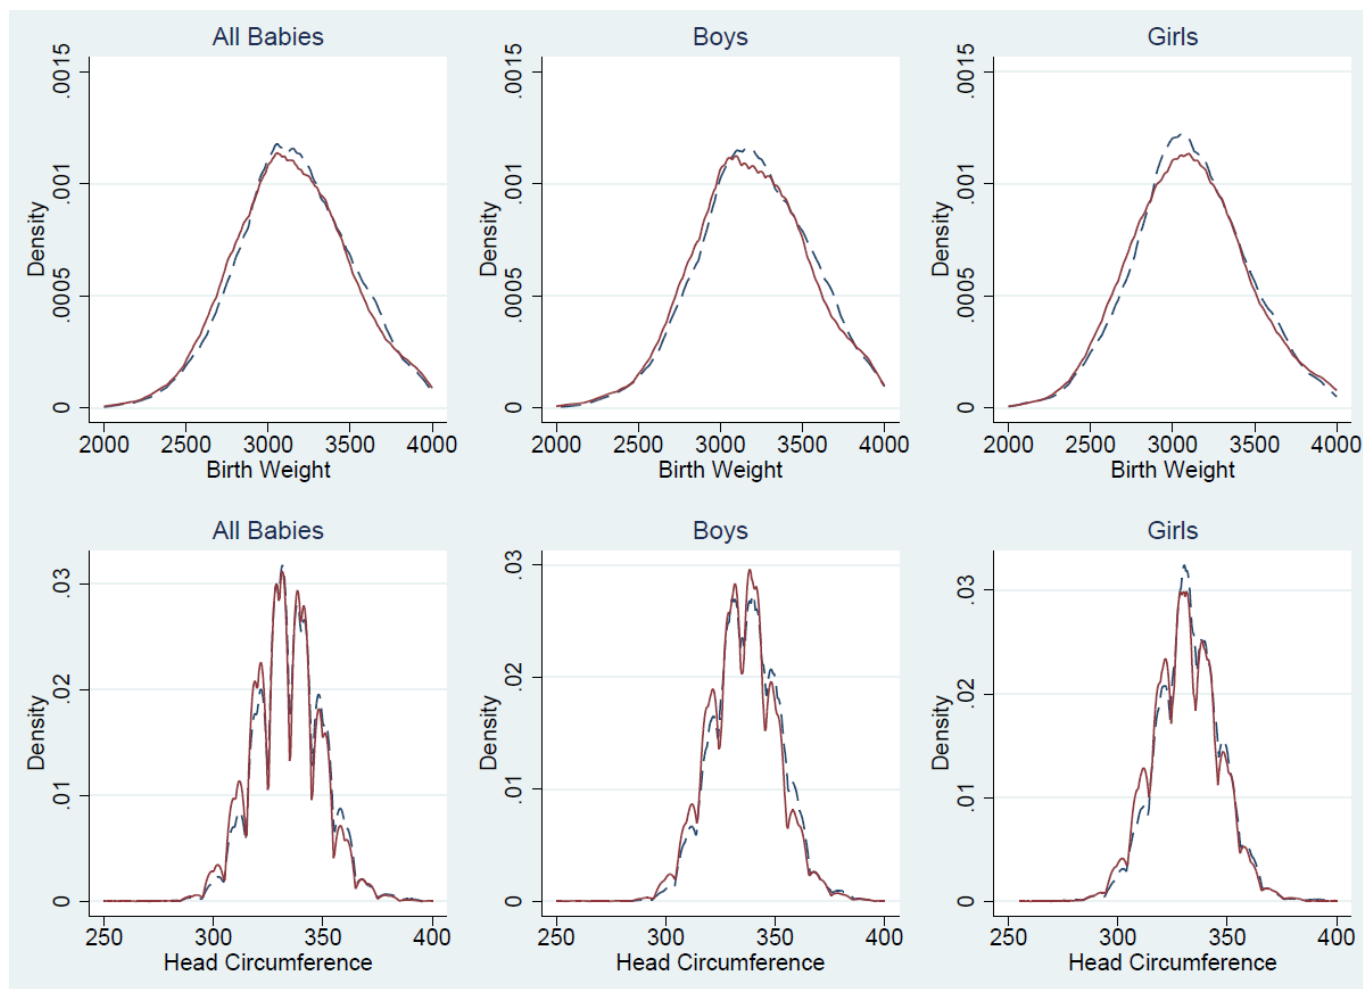 All Babies
Boys
Girls
Density
.0015
.001
.0005
0
2000 2500 3000 3500 4000
Birth Weight
Density
.0015
.001
.0005
0
2000 2500 3000 3500 4000
Birth Weight
Density
.0015
.001
.0005
0
2000 2500 3000 3500 4000
Birth Weight
All Babies
Boys
Girls
Density
.03
.02
.01
0
250 300 350 400
Head Circumference
Density
.03
.02
.01
0
250 300 350 400
Head Circumference
Density
.03
.02
.01
0
250 300 350 400
Head Circumference